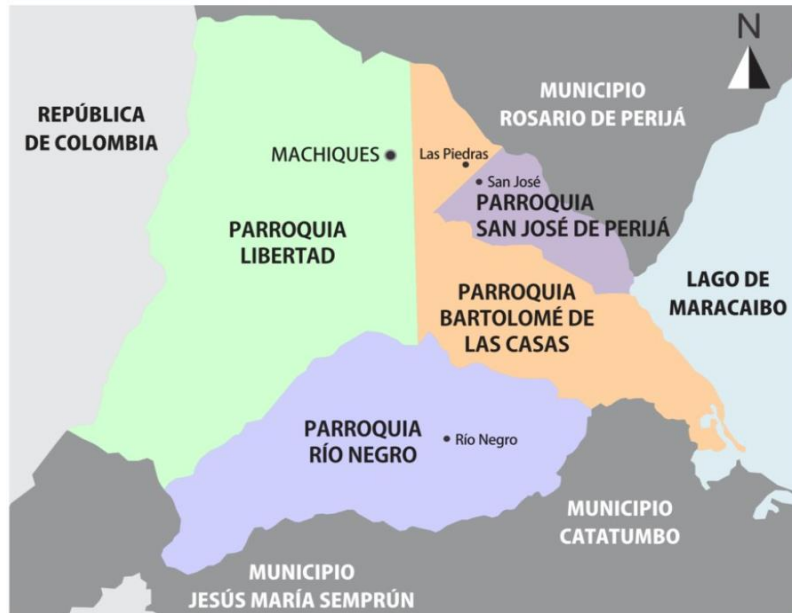 N
MUNICIPIO
ROSARIO DE PERIJÁ
REPÚBLICA
DE COLOMBIA
MACHIQUES
Las Piedras
San José
PARROQUIA
SAN JOSÉ DE PERIJÁ
PARROQUIA
LIBERTAD
LAGO DE
MARACAIBO
PARROQUIA
BARTOLOMÉ DE
LAS CASAS
PARROQUIA
RÍO NEGRO
Río Negro
MUNICIPIO
CATATUMBO
MUNICIPIO
JESÚS MARÍA SEMPRÚN